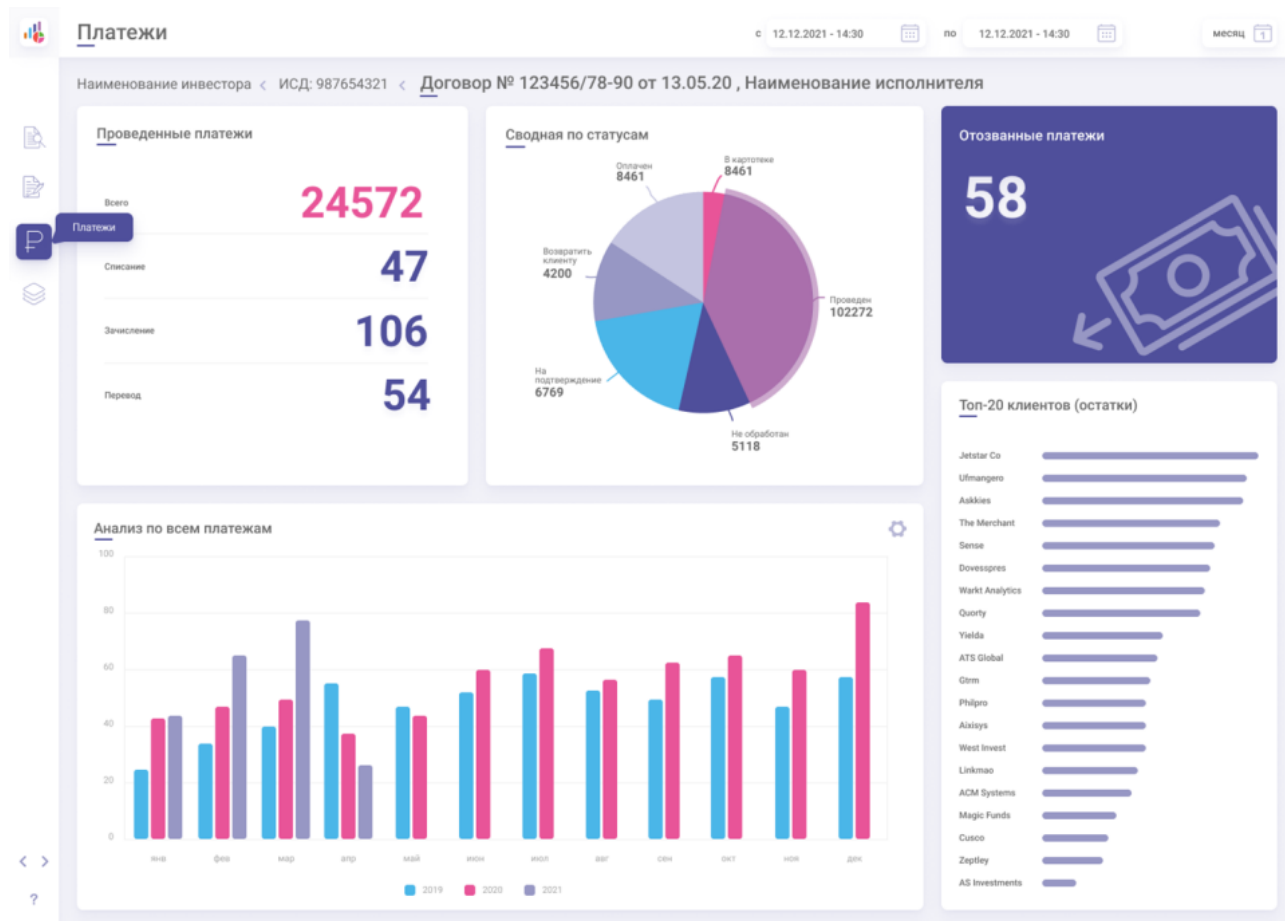 Платежи
с 12.12.2021 - 14:30
по 12.12.2021 - 14:30
месяц 1
Наименование инвестора < ИСД: 987654321 < Договор № 123456/78-90 от 13.05.20 , Наименование исполнителя
Проведенные платежи
Всего 24572
Платежи
Списание 47
Зачисление 106
Перевод 54
Сводная по статусам
Оплачен
8461
В картотеке
8461
Возвратить
клиенту
4200
Проведен
102272
На
подтверждение
6769
Не обработан
5118
Отозванные платежи
58
Топ-20 клиентов (остатки)
Jetstar Co
Ufmangero
Askkies
The Merchant
Sense
Dovesspres
Warkt Analytics
Quorty
Yielda
ATS Global
Gtrm
Philpro
Aixisys
West Invest
Linkmao
ACM Systems
Magic Funds
Cusco
Zeptley
AS Investments
Анализ по всем платежам
100
80
60
40
20
0
янв фев мар апр май июн июл авг сен окт ноя дек
2019 2020 2021
< >
?